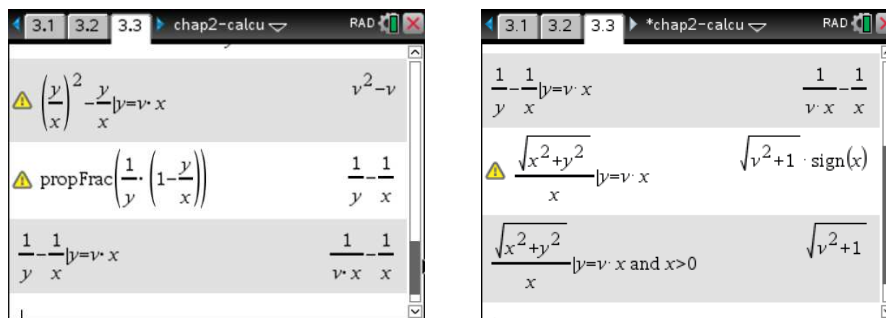 3.1 3.2 3.3 chap2-calcu RAD
(y/x)^2-y/x|y=v·x v^2-v
propFrac(1/y·(1-y/x)) 1/y-1/x
1/y-1/x|y=v·x 1/(v·x)-1/x
3.1 3.2 3.3 *chap2-calcu RAD
1/y-1/x|y=v·x 1/(v·x)-1/x
√(x^2+y^2)/x|y=v·x √(v^2+1)·sign(x)
√(x^2+y^2)/x|y=v·x and x>0 √(v^2+1)